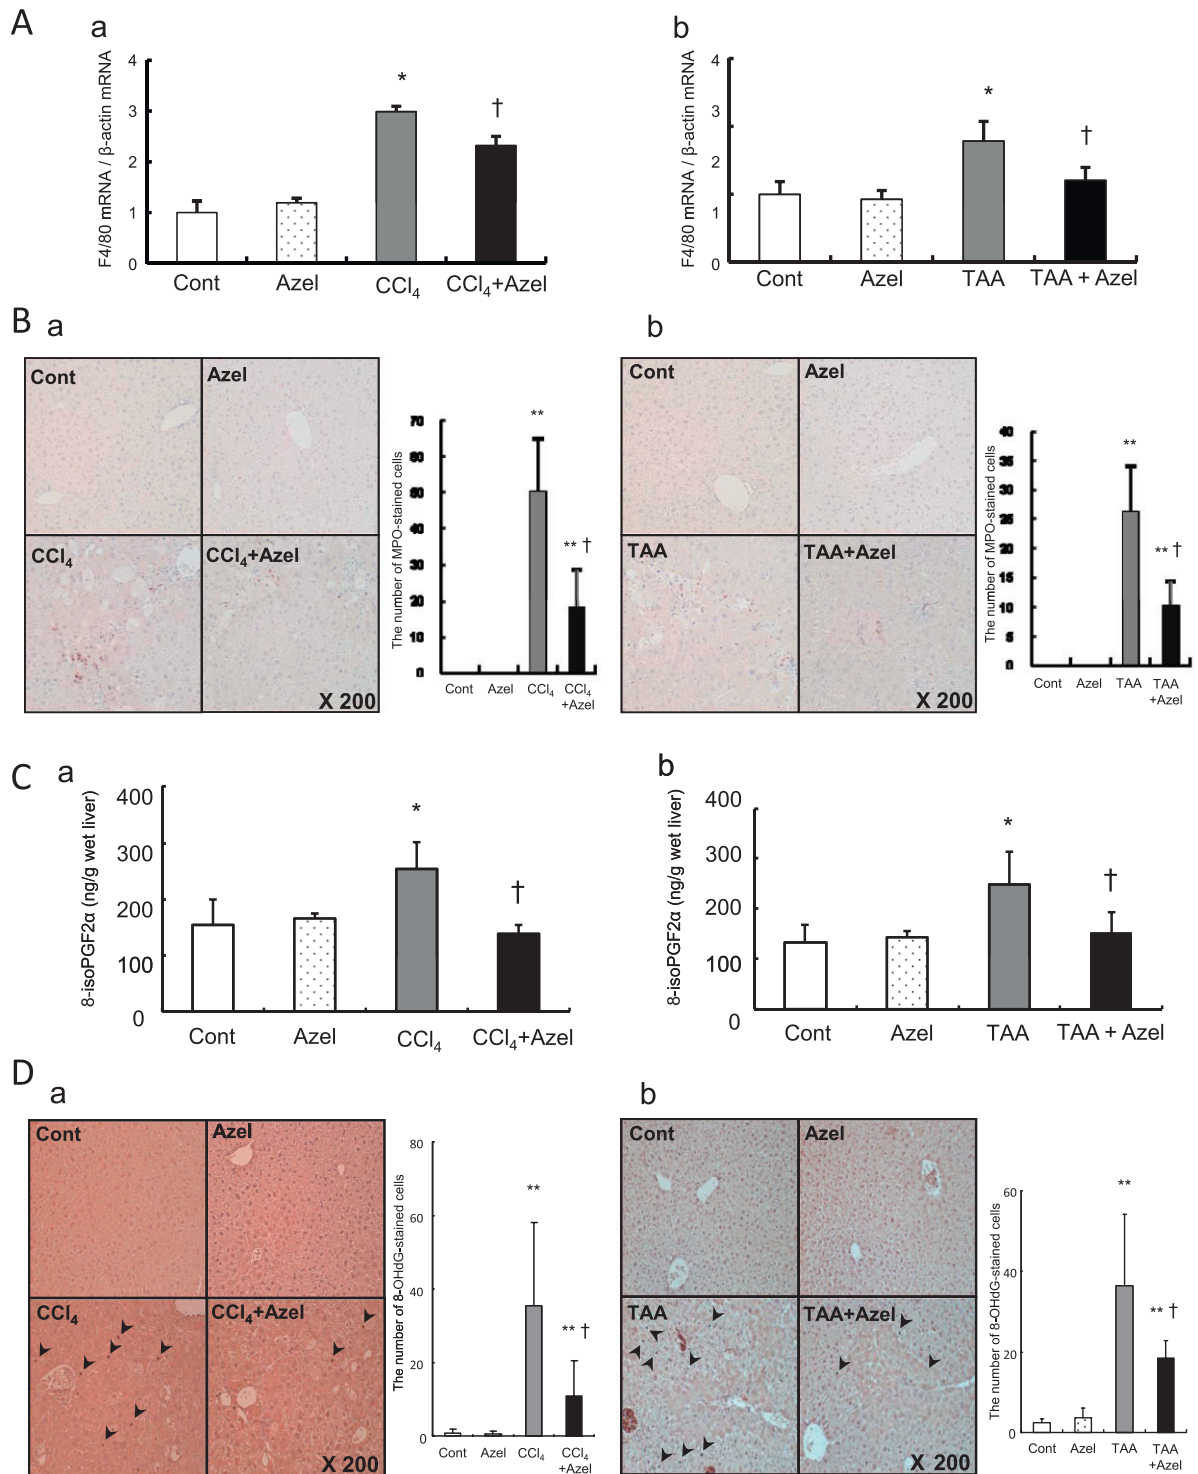 A
a
F4/80 mRNA / β-actin mRNA
4
3
2
1
0
*
†
Cont
Azel
CCl4
CCl4+Azel
b
F4/80 mRNA / β-actin mRNA
4
3
2
1
0
*
†
Cont
Azel
TAA
TAA + Azel
B
a
Cont
Azel
CCl4
CCl4+Azel
X 200
The number of MPO-stained cells
70
60
50
40
30
20
10
0
**
** †
Cont
Azel
CCl4
CCl4
+Azel
b
Cont
Azel
TAA
TAA+Azel
X 200
The number of MPO-stained cells
40
35
30
25
20
15
10
5
0
**
** †
Cont
Azel
TAA
TAA
+Azel
C
a
8-isoPGF2α (ng/g wet liver)
400
300
200
100
0
*
†
Cont
Azel
CCl4
CCl4+Azel
b
8-isoPGF2α (ng/g wet liver)
400
300
200
100
0
*
†
Cont
Azel
TAA
TAA + Azel
D
a
Cont
Azel
CCl4
CCl4+Azel
X 200
The number of 8-OHdG-stained cells
80
60
40
20
0
**
** †
Cont
Azel
CCl4
CCl4
+Azel
b
Cont
Azel
TAA
TAA+Azel
X 200
The number of 8-OHdG-stained cells
60
40
20
0
**
** †
Cont
Azel
TAA
TAA
+Azel